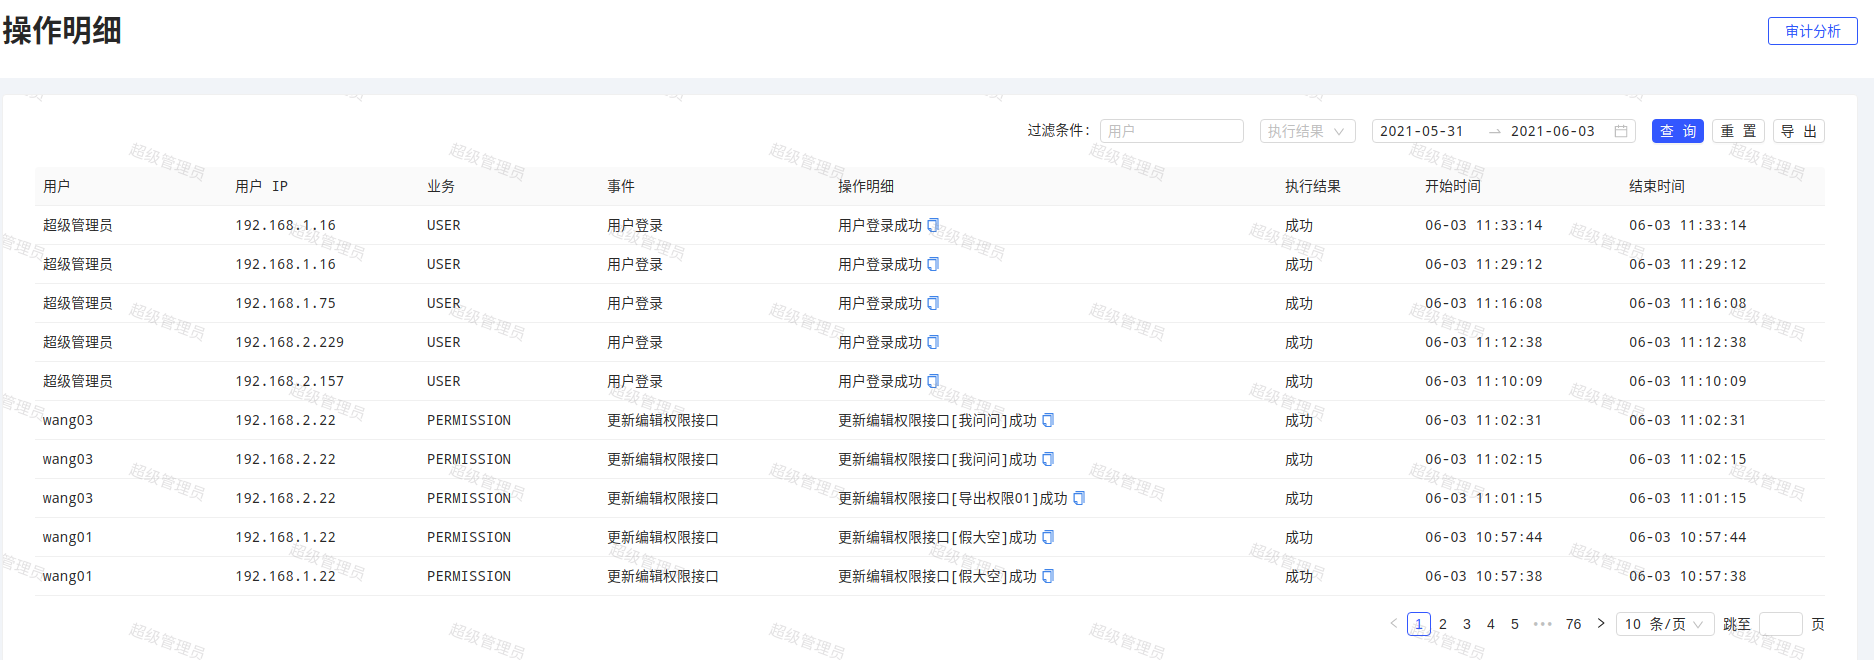 操作明细
审计分析
过滤条件: 用户 执行结果 2021-05-31 → 2021-06-03 查 询 重 置 导 出
用户 用户 IP 业务 事件 操作明细 执行结果 开始时间 结束时间
超级管理员 192.168.1.16 USER 用户登录 用户登录成功 成功 06-03 11:33:14 06-03 11:33:14
超级管理员 192.168.1.16 USER 用户登录 用户登录成功 成功 06-03 11:29:12 06-03 11:29:12
超级管理员 192.168.1.75 USER 用户登录 用户登录成功 成功 06-03 11:16:08 06-03 11:16:08
超级管理员 192.168.2.229 USER 用户登录 用户登录成功 成功 06-03 11:12:38 06-03 11:12:38
超级管理员 192.168.2.157 USER 用户登录 用户登录成功 成功 06-03 11:10:09 06-03 11:10:09
wang03 192.168.2.22 PERMISSION 更新编辑权限接口 更新编辑权限接口[我问问]成功 成功 06-03 11:02:31 06-03 11:02:31
wang03 192.168.2.22 PERMISSION 更新编辑权限接口 更新编辑权限接口[我问问]成功 成功 06-03 11:02:15 06-03 11:02:15
wang03 192.168.2.22 PERMISSION 更新编辑权限接口 更新编辑权限接口[导出权限01]成功 成功 06-03 11:01:15 06-03 11:01:15
wang01 192.168.1.22 PERMISSION 更新编辑权限接口 更新编辑权限接口[假大空]成功 成功 06-03 10:57:44 06-03 10:57:44
wang01 192.168.1.22 PERMISSION 更新编辑权限接口 更新编辑权限接口[假大空]成功 成功 06-03 10:57:38 06-03 10:57:38
< 1 2 3 4 5 ••• 76 > 10 条/页 跳至 页
超级管理员